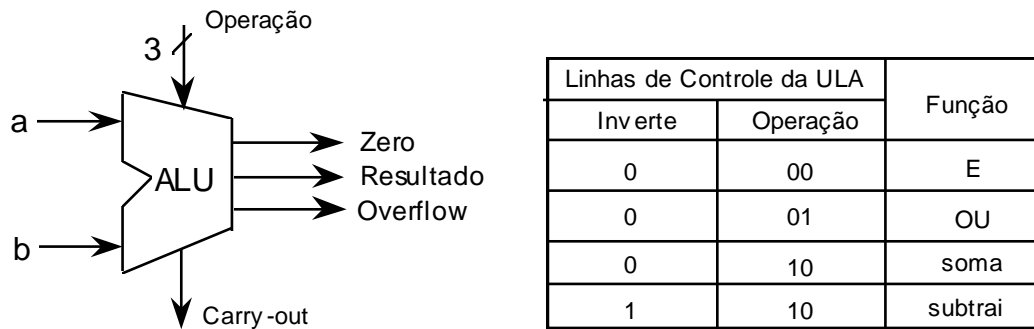 Operação
3
a
ALU
b
Zero
Resultado
Overflow
Carry-out
Linhas de Controle da ULA
Função
Inverte
Operação
0
00
E
0
01
OU
0
10
soma
1
10
subtrai